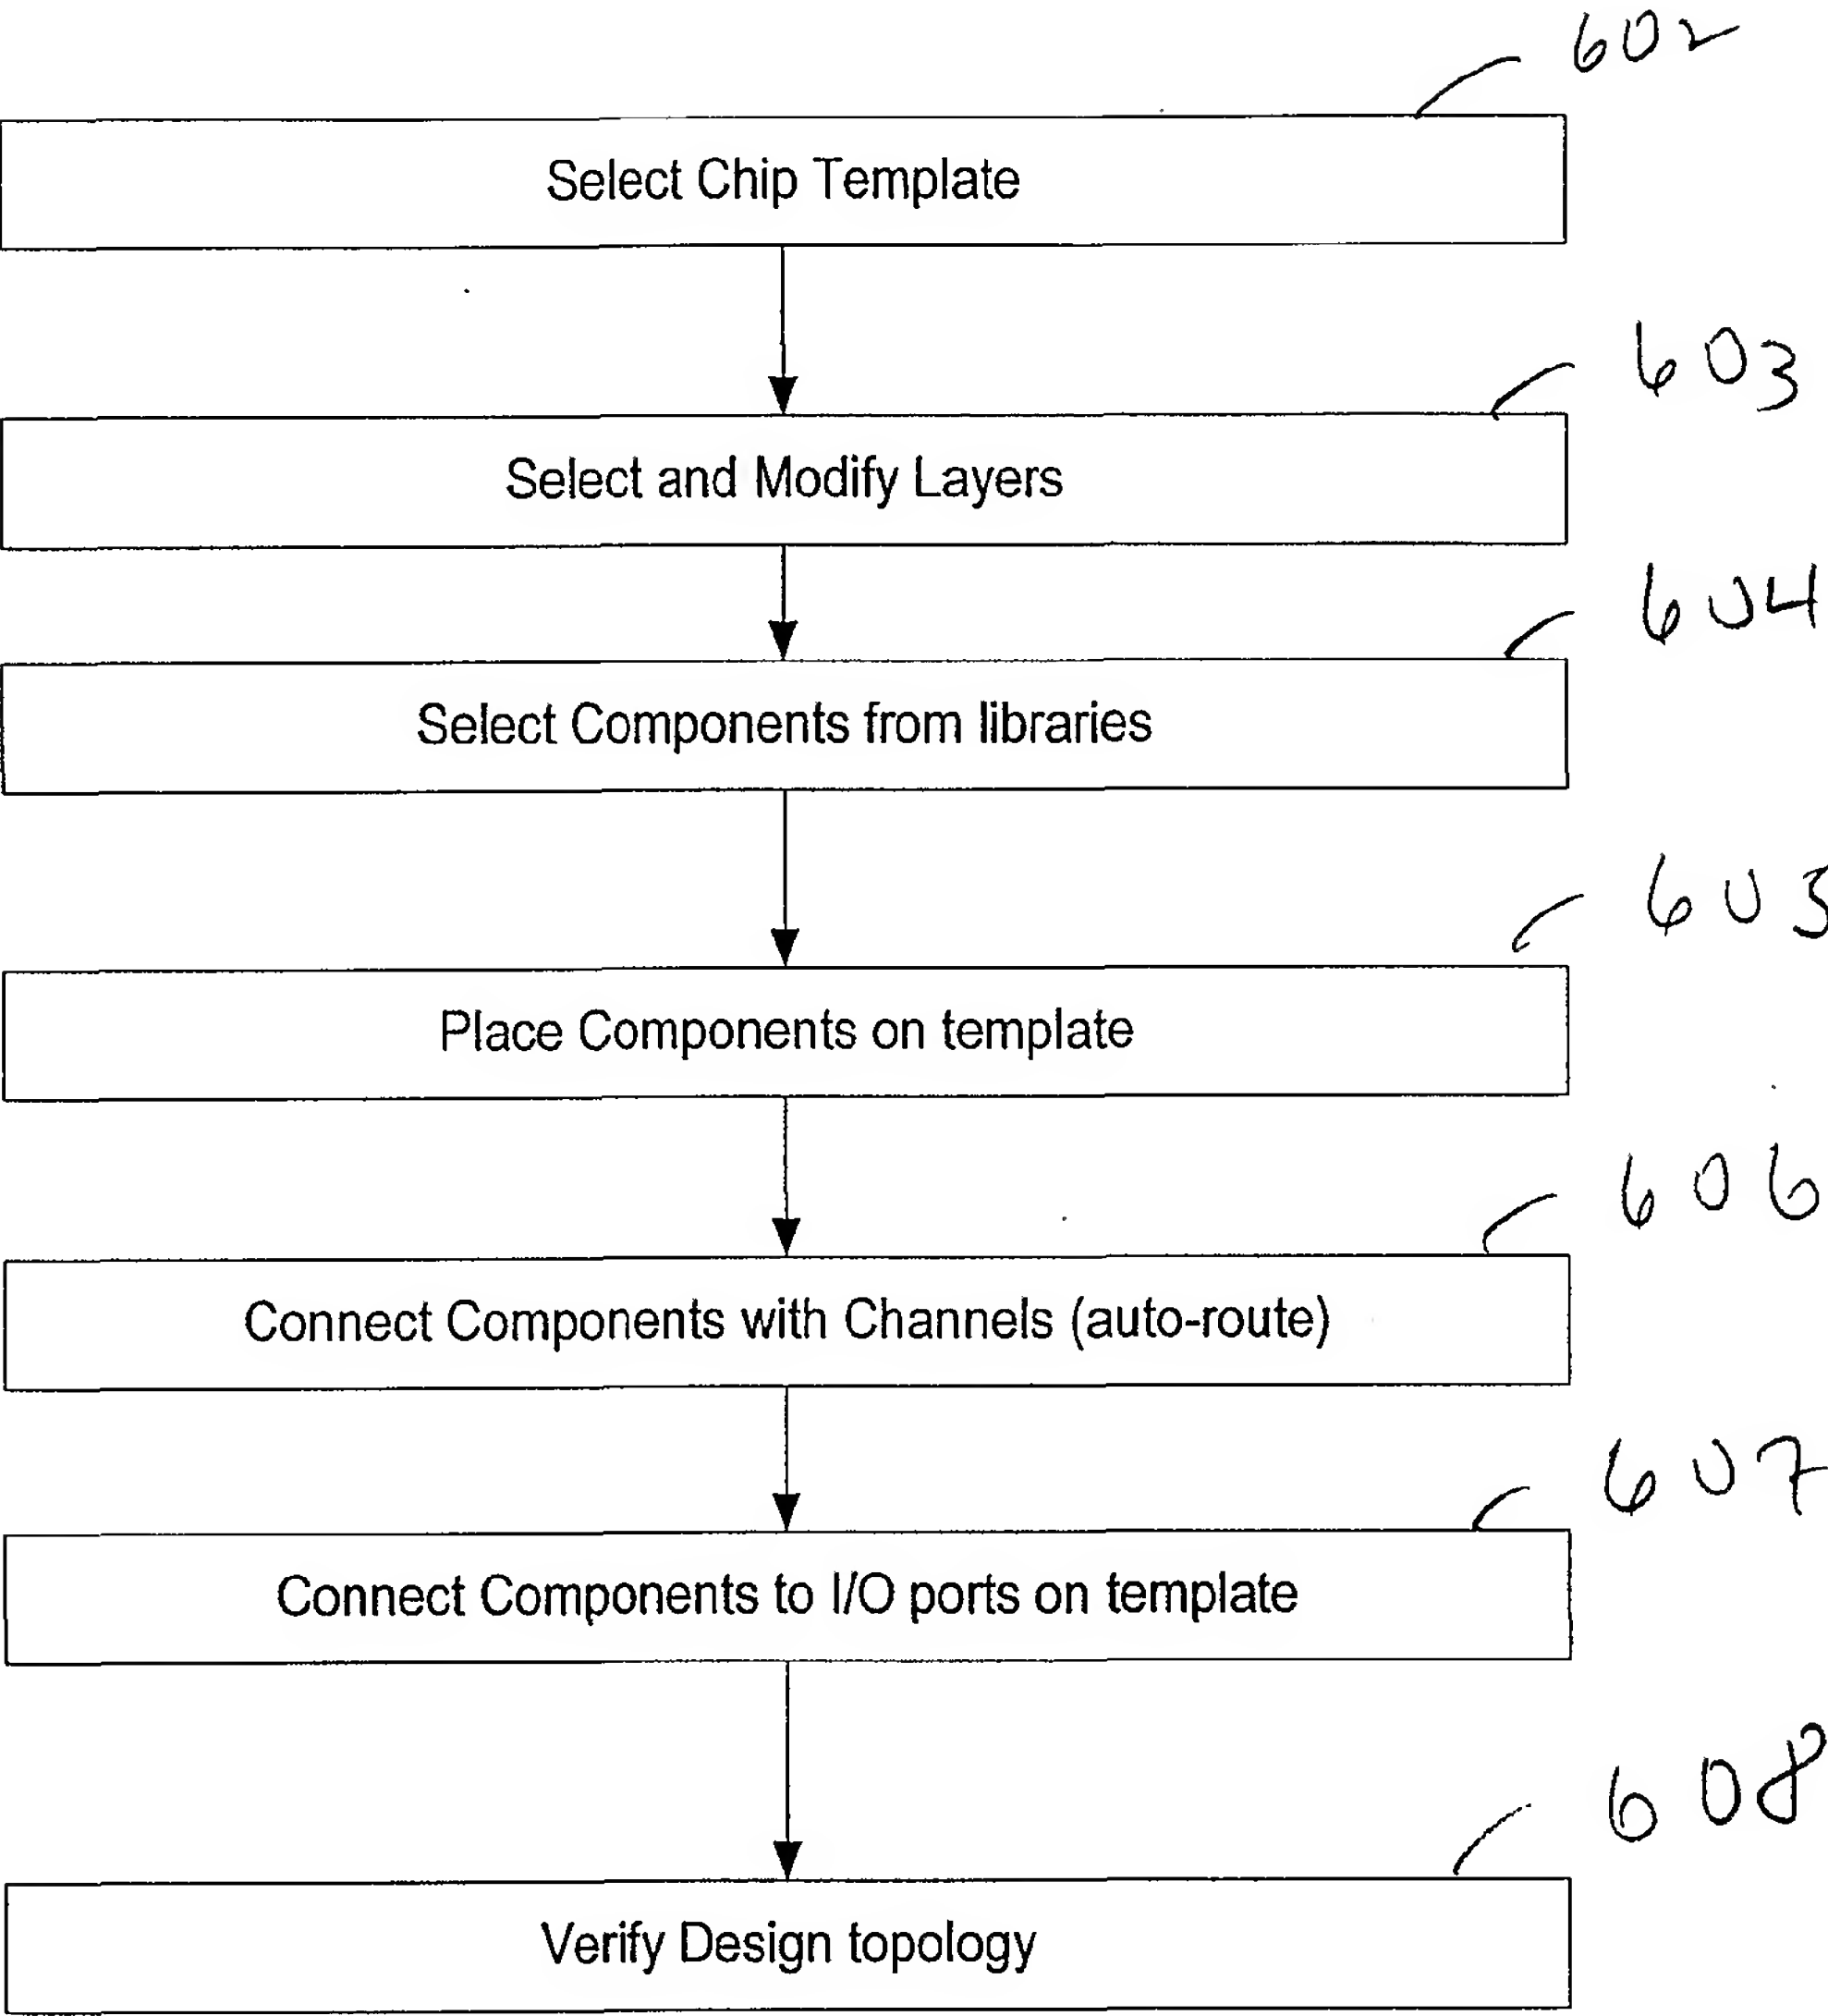 602
Select Chip Template
603
Select and Modify Layers
604
Select Components from libraries
605
Place Components on template
606
Connect Components with Channels (auto-route)
607
Connect Components to I/O ports on template
608
Verify Design topology